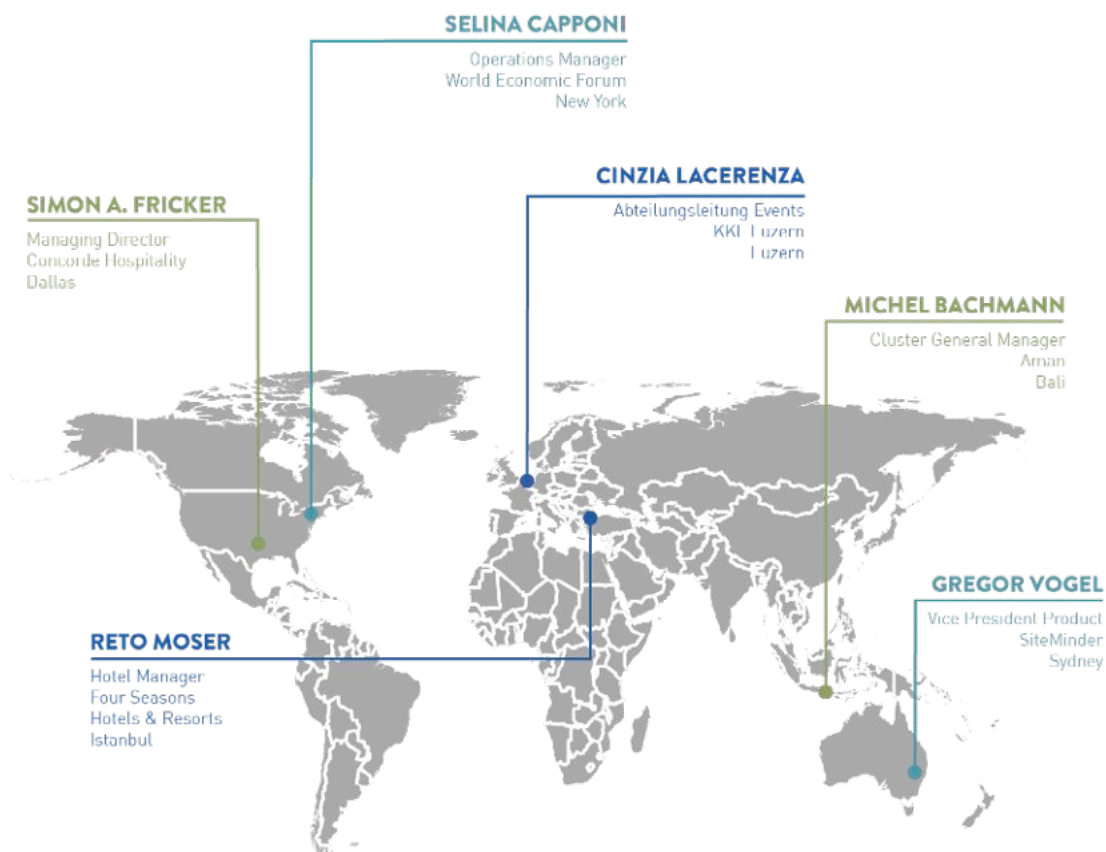 SELINA CAPPONI
Operations Manager
World Economic Forum
New York
CINZIA LACERENZA
Abteilungsleitung Events
KKL Luzern
Luzern
SIMON A. FRICKER
Managing Director
Concorde Hospitality
Dallas
MICHEL BACHMANN
Cluster General Manager
Aman
Bali
GREGOR VOGEL
Vice President Product
SiteMinder
Sydney
RETO MOSER
Hotel Manager
Four Seasons
Hotels & Resorts
Istanbul